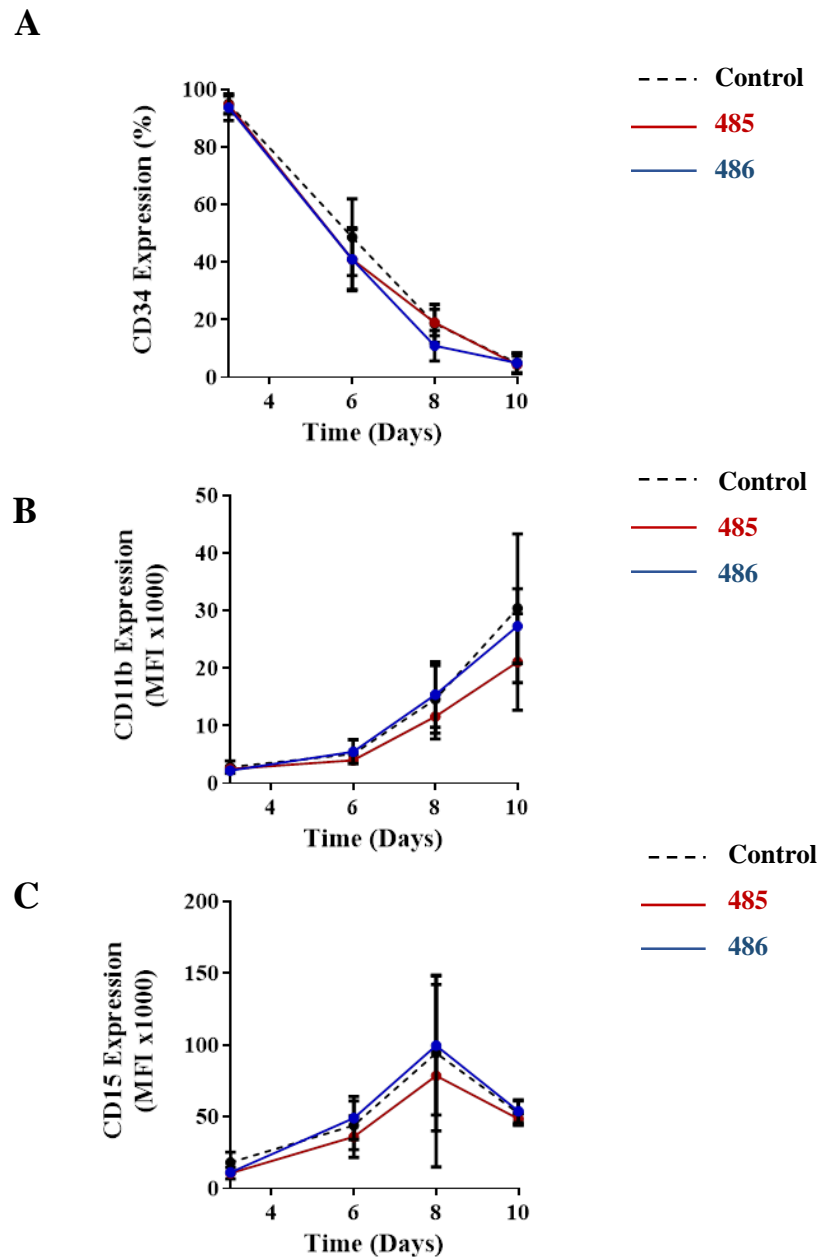 A
Control
485
486
CD34 Expression (%)
100
80
60
40
20
0
4 6 8 10
Time (Days)
B
Control
485
486
CD11b Expression
(MFI x1000)
50
40
30
20
10
0
4 6 8 10
Time (Days)
C
Control
485
486
CD15 Expression
(MFI x1000)
200
150
100
50
0
4 6 8 10
Time (Days)